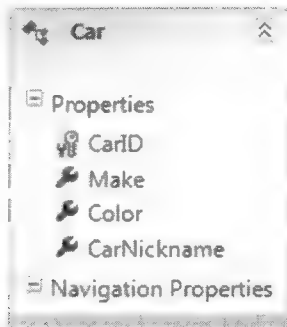 Car
Properties
CarID
Make
Color
CarNickname
Navigation Properties